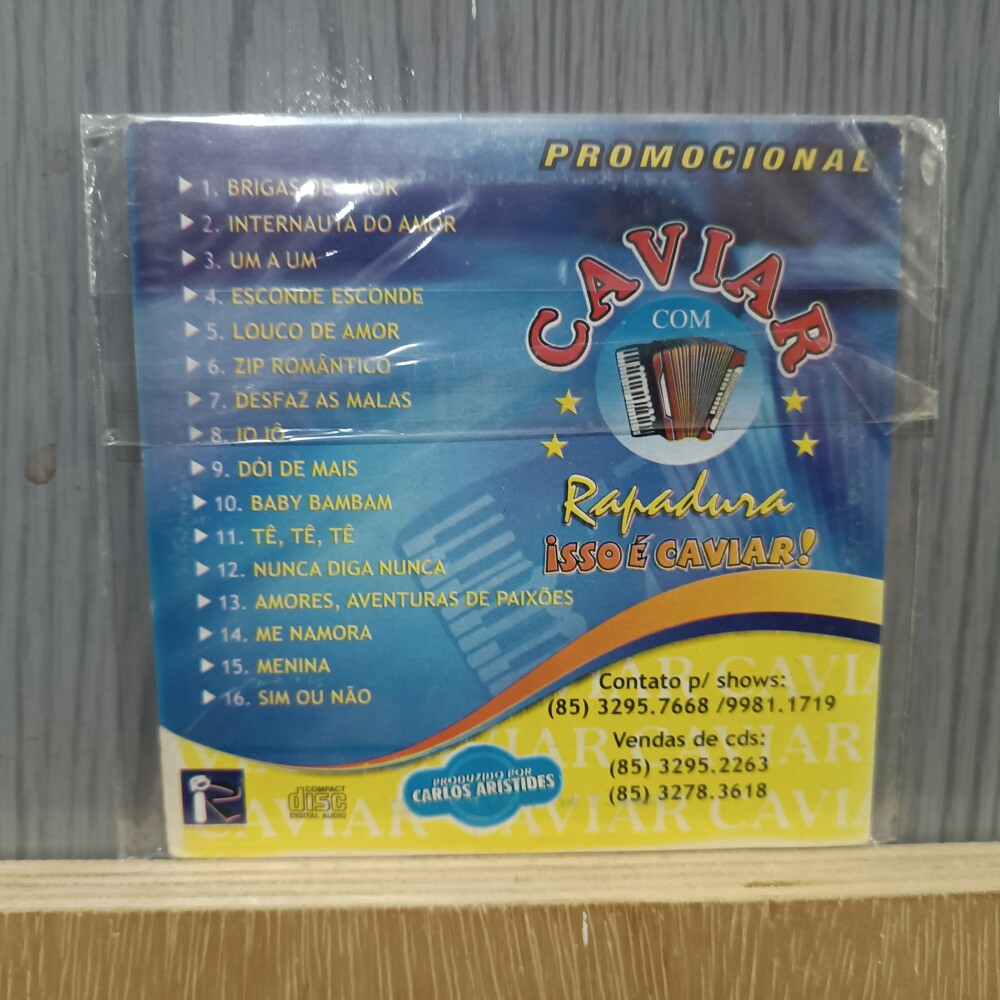 PROMOCIONAL
1. BRIGAS DE AMOR
2. INTERNAUTA DO AMOR
3. UM A UM
4. ESCONDE ESCONDE
5. LOUCO DE AMOR
6. ZIP ROMÂNTICO
7. DESFAZ AS MALAS
8. IO IÔ
9. DÓI DE MAIS
10. BABY BAMBAM
11. TÊ, TÊ, TÊ
12. NUNCA DIGA NUNCA
13. AMORES, AVENTURAS DE PAIXÕES
14. ME NAMORA
15. MENINA
16. SIM OU NÃO
CAVIAR
COM
Rapadura
ISSO É CAVIAR!
Contato p/ shows:
(85) 3295.7668 /9981.1719
Vendas de cds:
(85) 3295.2263
(85) 3278.3618
PRODUZIDO POR
CARLOS ARISTIDES
COMPACT
disc
DIGITAL AUDIO
CAVIAR CAVIAR